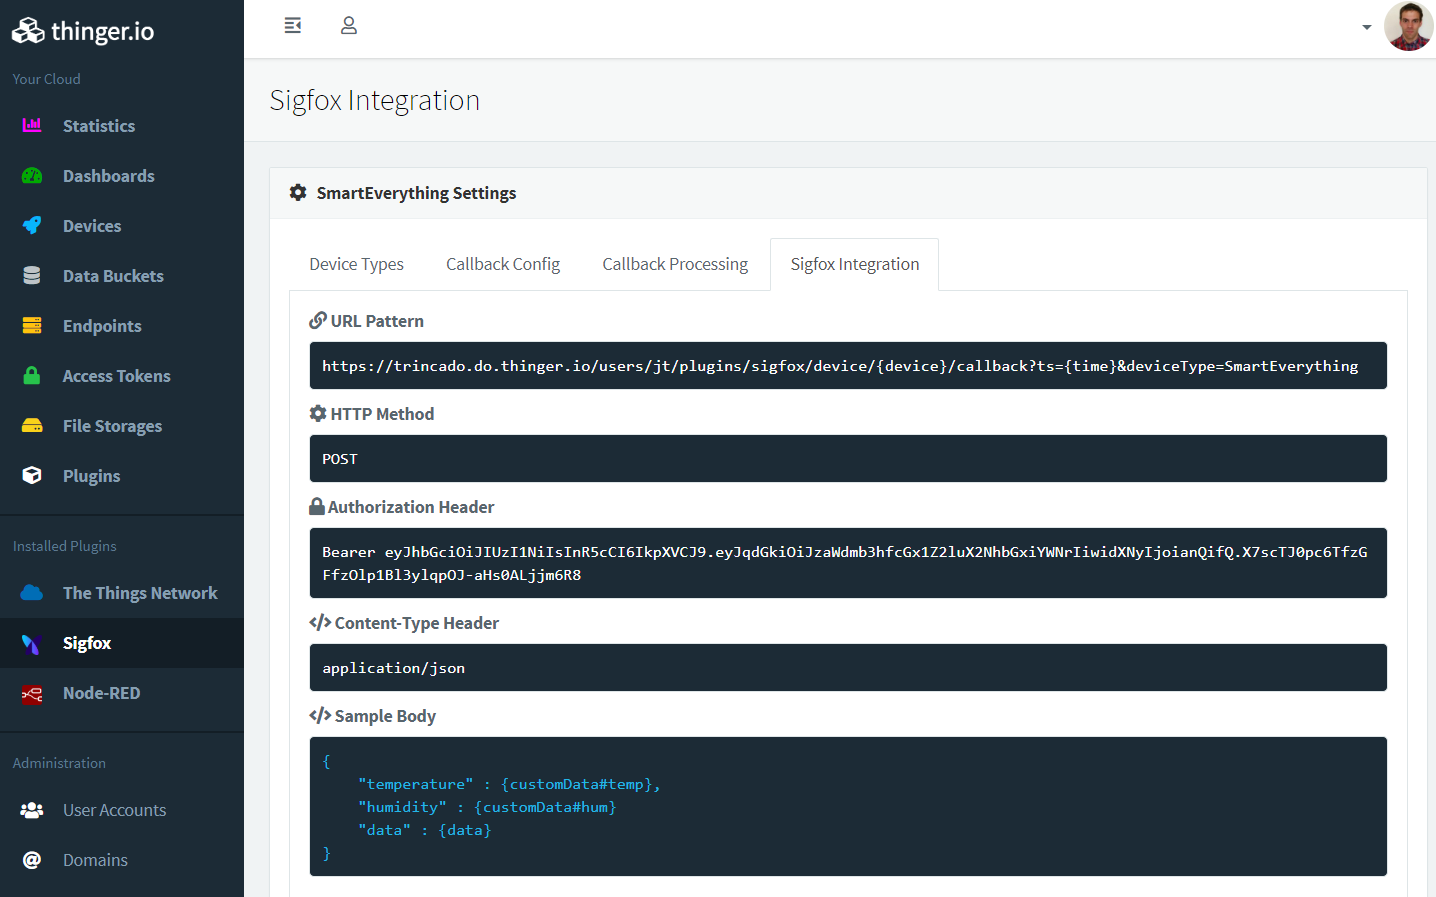 thinger.io
Your Cloud
Statistics
Dashboards
Devices
Data Buckets
Endpoints
Access Tokens
File Storages
Plugins
Installed Plugins
The Things Network
Sigfox
Node-RED
Administration
User Accounts
Domains
Sigfox Integration
SmartEverything Settings
Device Types
Callback Config
Callback Processing
Sigfox Integration
URL Pattern
https://trincado.do.thinger.io/users/jt/plugins/sigfox/device/{device}/callback?ts={time}&deviceType=SmartEverything
HTTP Method
POST
Authorization Header
Bearer eyJhbGciOiJIUzI1NiIsInR5cCI6IkpXVCJ9.eyJqdGkiOiJzaWdmb3hfcGx1Z2luX2NhbGxiYWNrIiwidXNyIjoianQifQ.X7scTJ0pc6TfzG
FfzOlp1Bl3ylqpOJ-aHs0ALjjm6R8
Content-Type Header
application/json
Sample Body
{
"temperature" : {customData#temp},
"humidity" : {customData#hum}
"data" : {data}
}